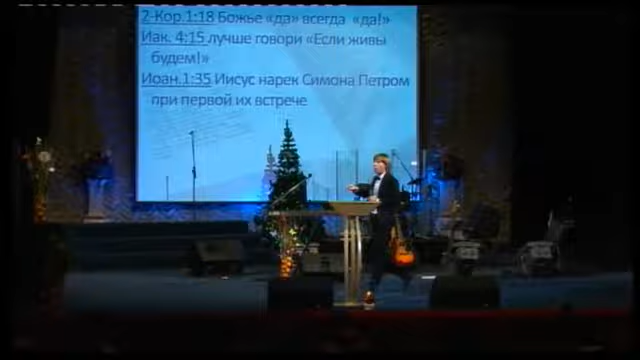 2-Кор.1:18 Божье «да» всегда «да!»
Иак. 4:15 лучше говори «Если живы
будем!»
Иоан.1:35 Иисус нарек Симона Петром
при первой их встрече